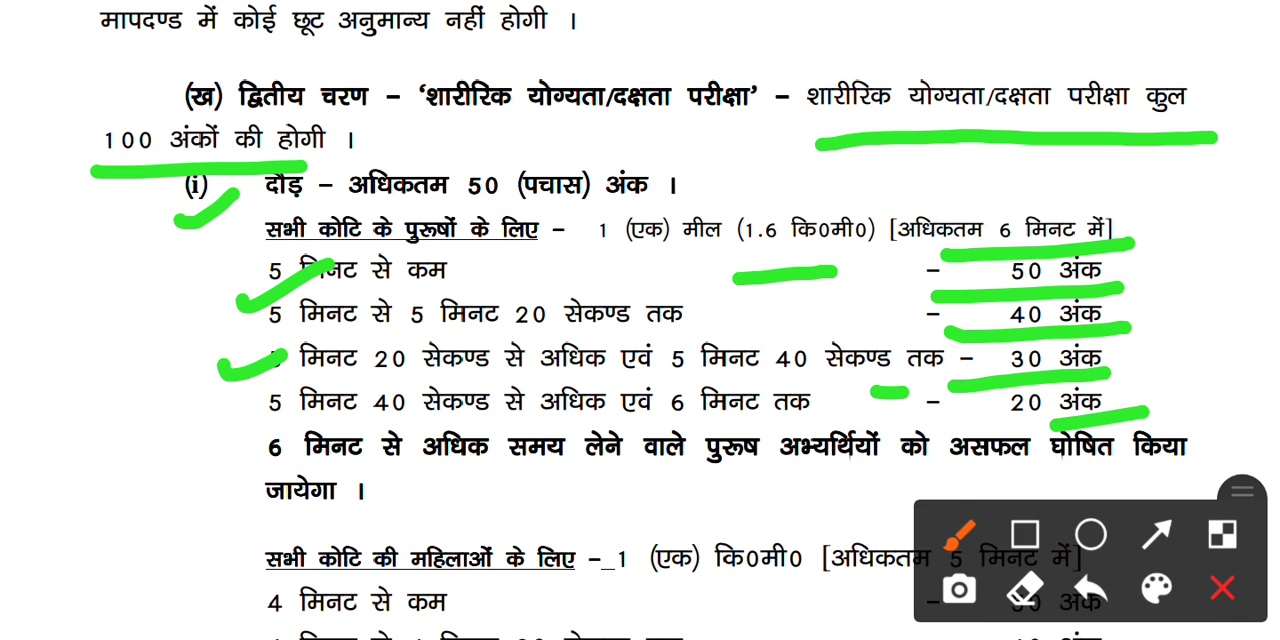 मापदण्ड में कोई छूट अनुमान्य नहीं होगी ।
(ख) द्वितीय चरण – ‘शारीरिक योग्यता/दक्षता परीक्षा’ – शारीरिक योग्यता/दक्षता परीक्षा कुल
100 अंकों की होगी ।
(i) दौड़ – अधिकतम 50 (पचास) अंक ।
सभी कोटि के पुरूषों के लिए – 1 (एक) मील (1.6 कि0मी0) [अधिकतम 6 मिनट में]
5 मिनट से कम – 50 अंक
5 मिनट से 5 मिनट 20 सेकण्ड तक – 40 अंक
मिनट 20 सेकण्ड से अधिक एवं 5 मिनट 40 सेकण्ड तक – 30 अंक
5 मिनट 40 सेकण्ड से अधिक एवं 6 मिनट तक – 20 अंक
6 मिनट से अधिक समय लेने वाले पुरूष अभ्यर्थियों को असफल घोषित किया
जायेगा ।
सभी कोटि की महिलाओं के लिए – 1 (एक) कि0मी0 [अधिकतम 5 मिनट में]
4 मिनट से कम – 50 अंक